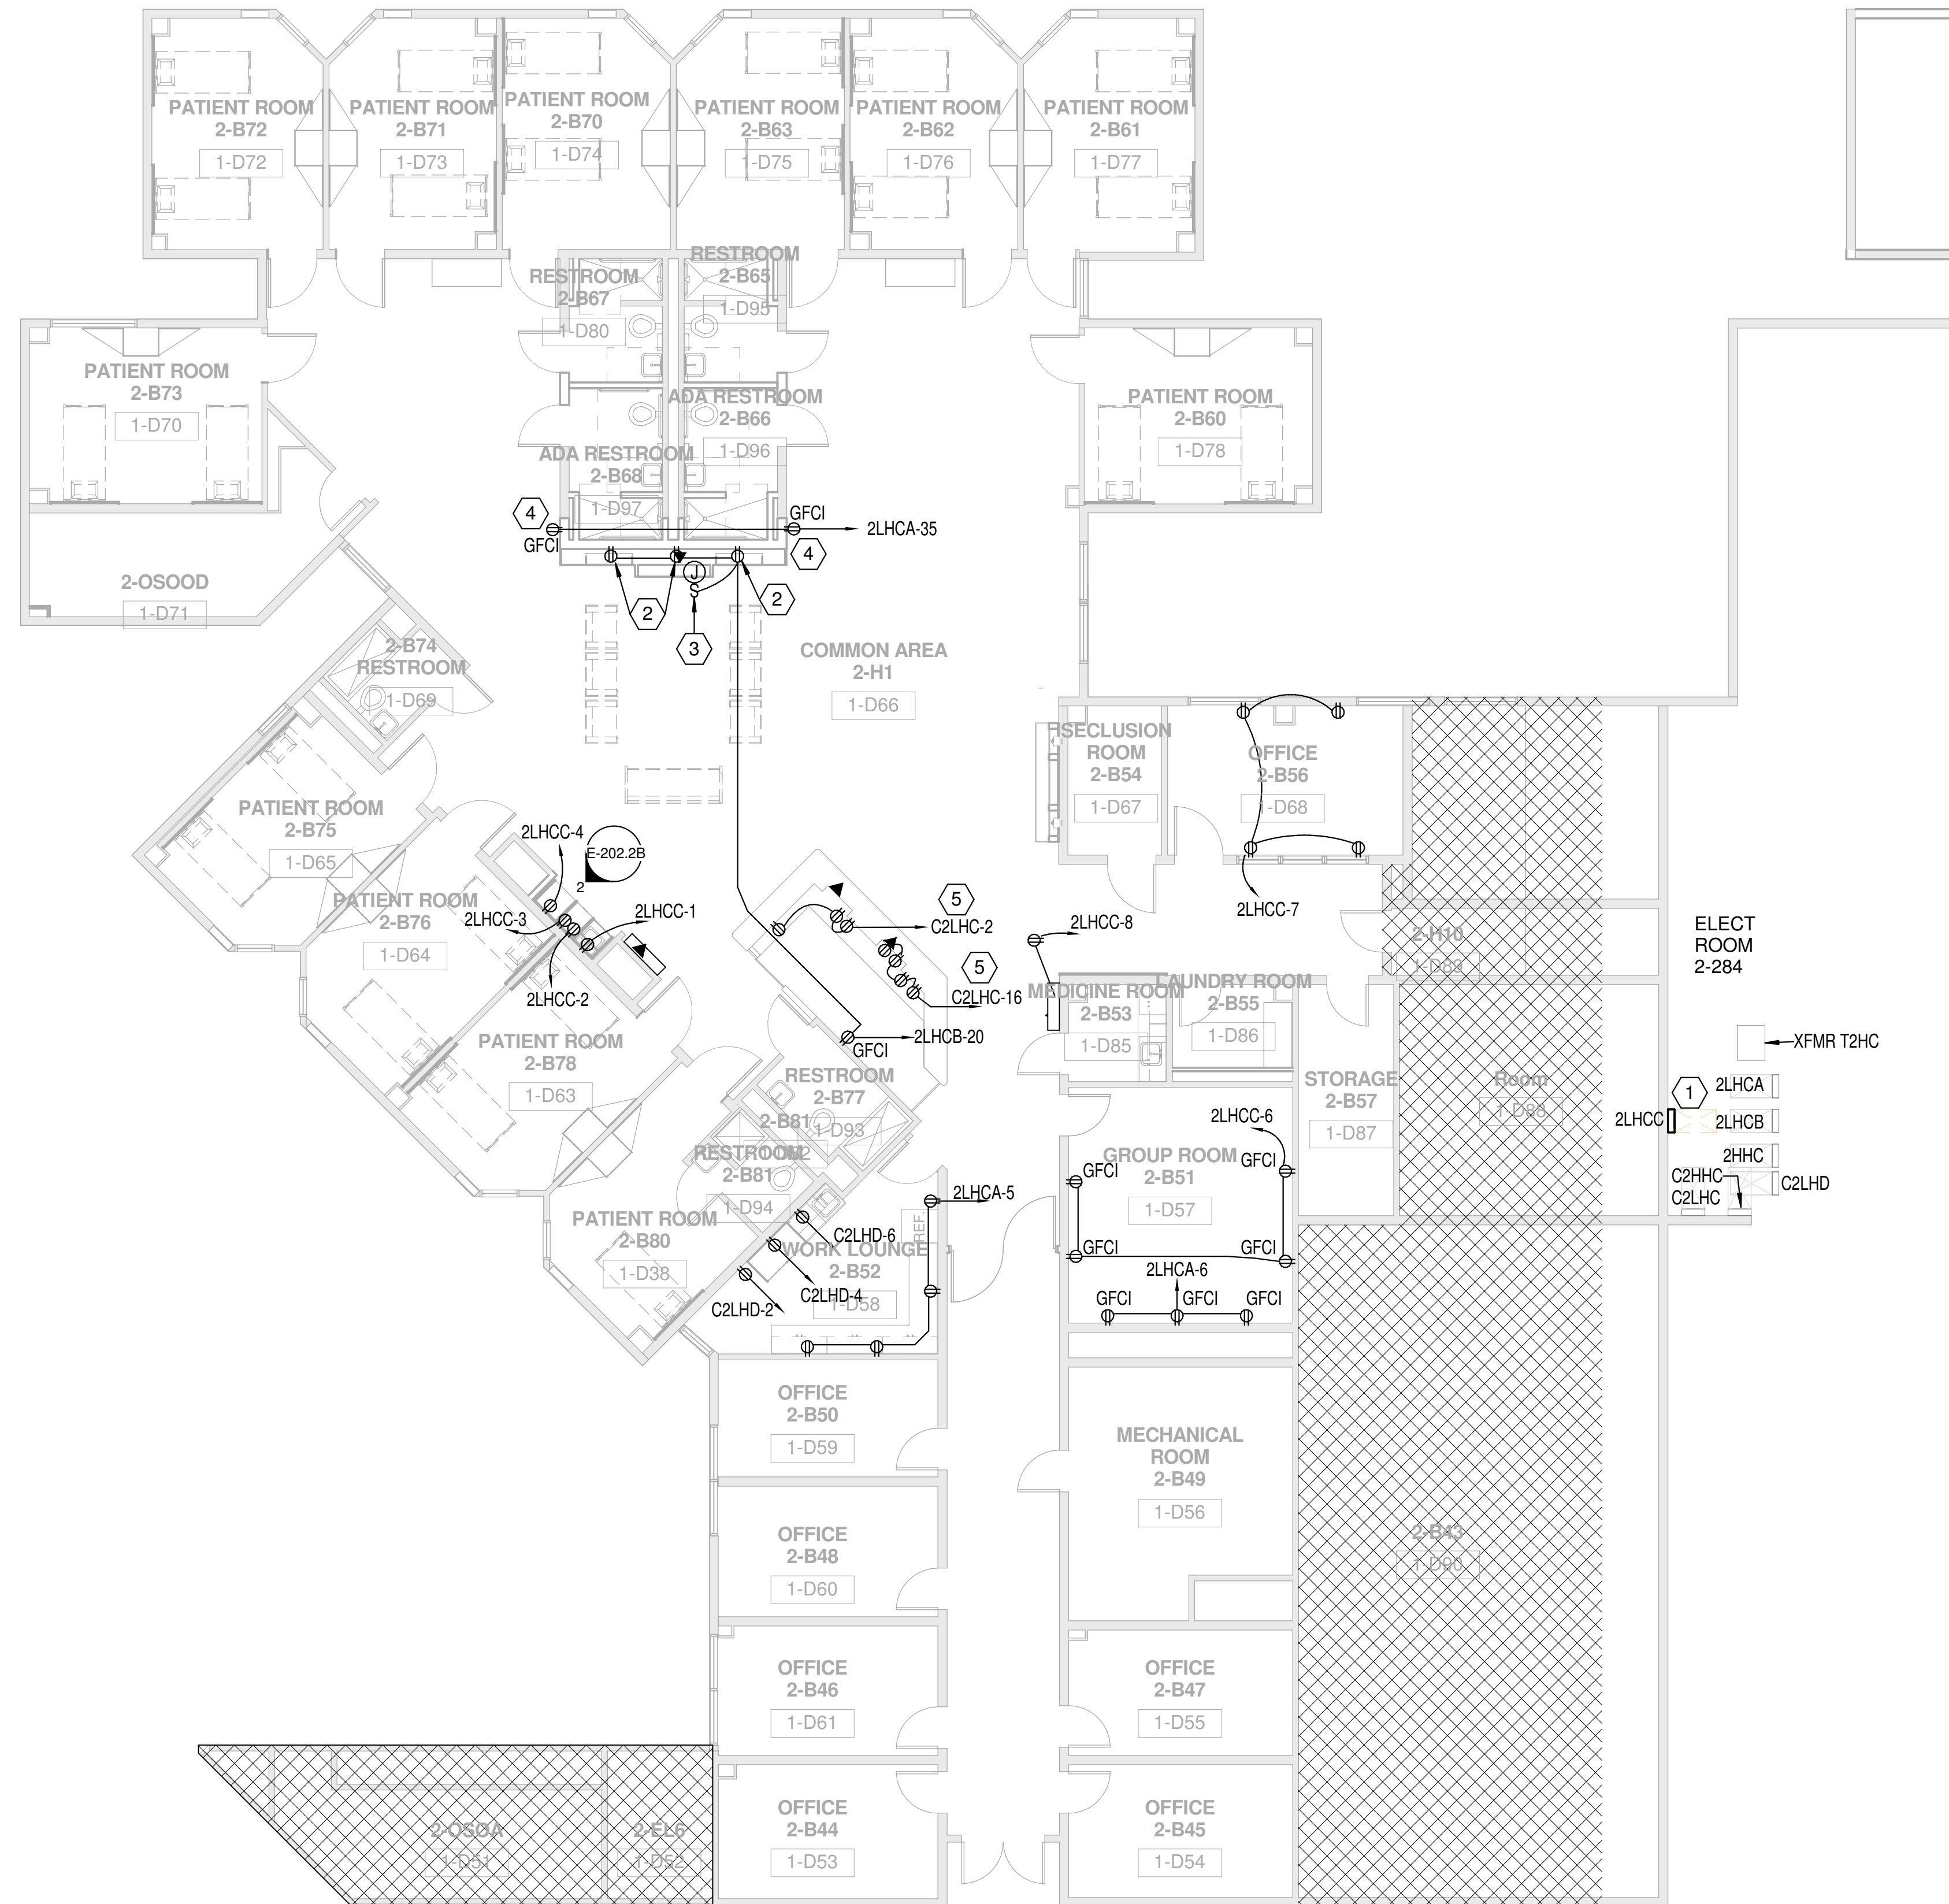 PATIENT ROOM
2-B72
1-D72
PATIENT ROOM
2-B71
1-D73
PATIENT ROOM
2-B70
1-D74
PATIENT ROOM
2-B63
1-D75
PATIENT ROOM
2-B62
1-D76
PATIENT ROOM
2-B61
1-D77
RESTROOM
2-B67
1-D80
RESTROOM
2-B65
1-D95
PATIENT ROOM
2-B73
1-D70
ADA RESTROOM
2-B66
1-D96
ADA RESTROOM
2-B68
1-D97
PATIENT ROOM
2-B60
1-D78
4
GFCI
GFCI
2LHCA-35
4
J
S
2
2
3
2-OSOOD
1-D71
2-B74
RESTROOM
1-D69
COMMON AREA
2-H1
1-D66
SECLUSION
ROOM
2-B54
1-D67
OFFICE
2-B56
1-D68
PATIENT ROOM
2-B75
1-D65
2LHCC-4
E-202.2B
2
PATIENT ROOM
2-B76
1-D64
2LHCC-3
2LHCC-1
2LHCC-2
5
C2LHC-2
2LHCC-8
2LHCC-7
5
C2LHC-16
2LHCB-20
GFCI
2-H10
1-D89
ELECT
ROOM
2-284
MEDICINE ROOM
2-B53
1-D85
LAUNDRY ROOM
2-B55
1-D86
PATIENT ROOM
2-B78
1-D63
RESTROOM
2-B77
1-D93
STORAGE
2-B57
1-D87
Room
1-D88
XFMR T2HC
1
2LHCA
2LHCC
2LHCB
2HHC
C2HHC
C2LHC
C2LHD
2-B81
RESTROOM
2-B81
1-D94
2LHCC-6
GROUP ROOM
2-B51
1-D57
GFCI
GFCI
GFCI
GFCI
2LHCA-6
GFCI
GFCI
GFCI
2LHCA-5
PATIENT ROOM
2-B80
1-D38
C2LHD-6
REF.
WORK LOUNGE
2-B52
1-D58
C2LHD-4
C2LHD-2
OFFICE
2-B50
1-D59
MECHANICAL
ROOM
2-B49
1-D56
OFFICE
2-B48
1-D60
2-B43
1-D90
OFFICE
2-B46
1-D61
OFFICE
2-B47
1-D55
2-OSOA
1-D51
2-EL6
1-D52
OFFICE
2-B44
1-D53
OFFICE
2-B45
1-D54